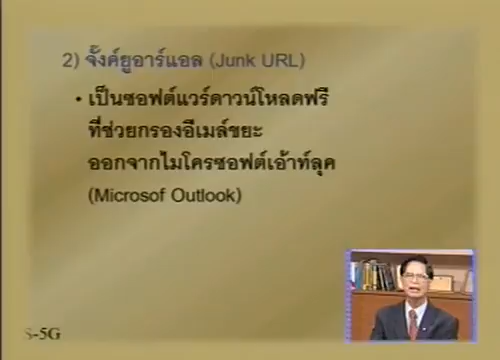 2) จั๊งค์ยูอาร์แอล (Junk URL)
• เป็นซอฟต์แวร์ดาวน์โหลดฟรี
ที่ช่วยกรองอีเมล์ขยะ
ออกจากไมโครซอฟต์เอ้าท์ลุค
(Microsof Outlook)
S-5G